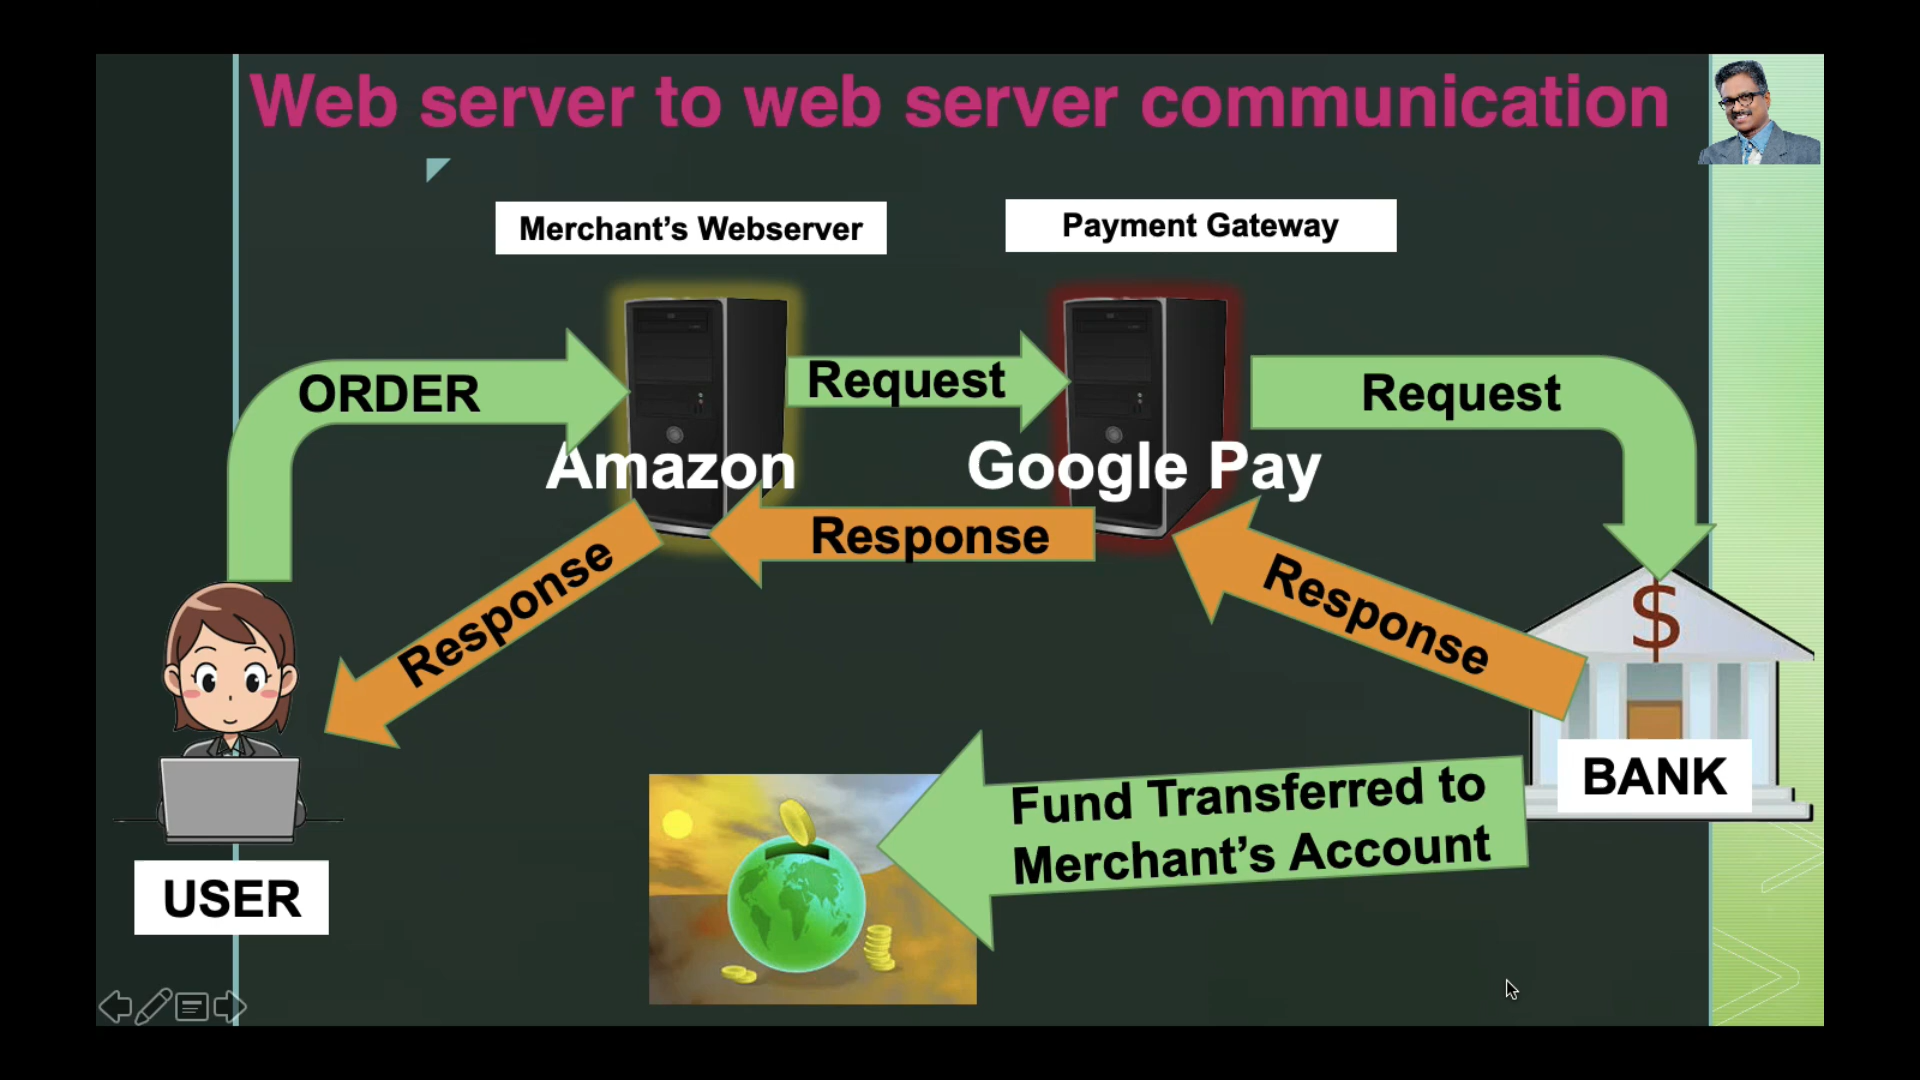 Web server to web server communication
Merchant's Webserver
Payment Gateway
ORDER
Request
Request
Amazon
Google Pay
Response
Response
Response
$
BANK
Fund Transferred to
Merchant's Account
USER